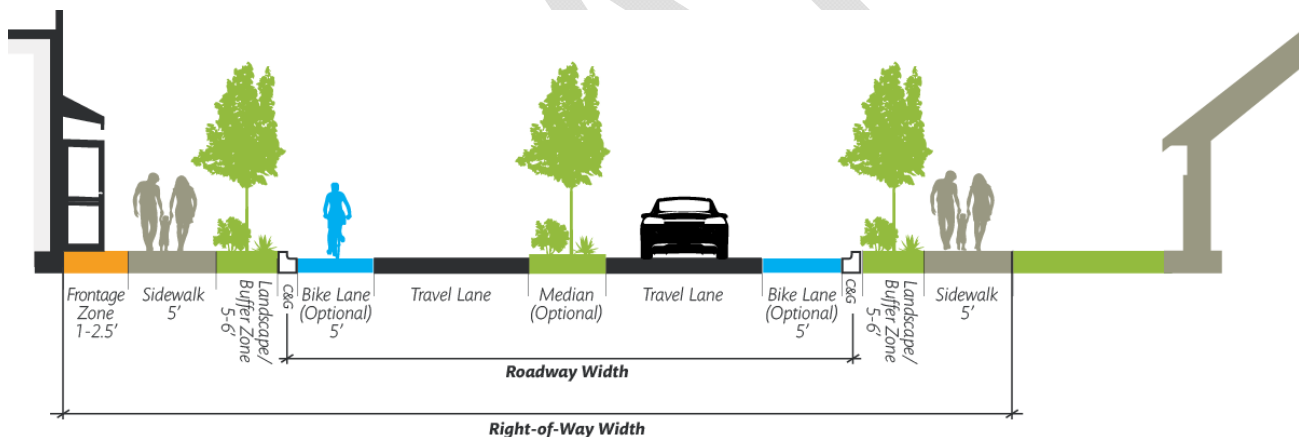 Frontage
Zone
1-2.5'
Sidewalk
5'
Landscape/
Buffer Zone
5-6'
C&G
Bike Lane
(Optional)
5'
Travel Lane
Median
(Optional)
Travel Lane
Bike Lane
(Optional)
5'
C&G
Landscape/
Buffer Zone
5-6'
Sidewalk
5'
Roadway Width
Right-of-Way Width